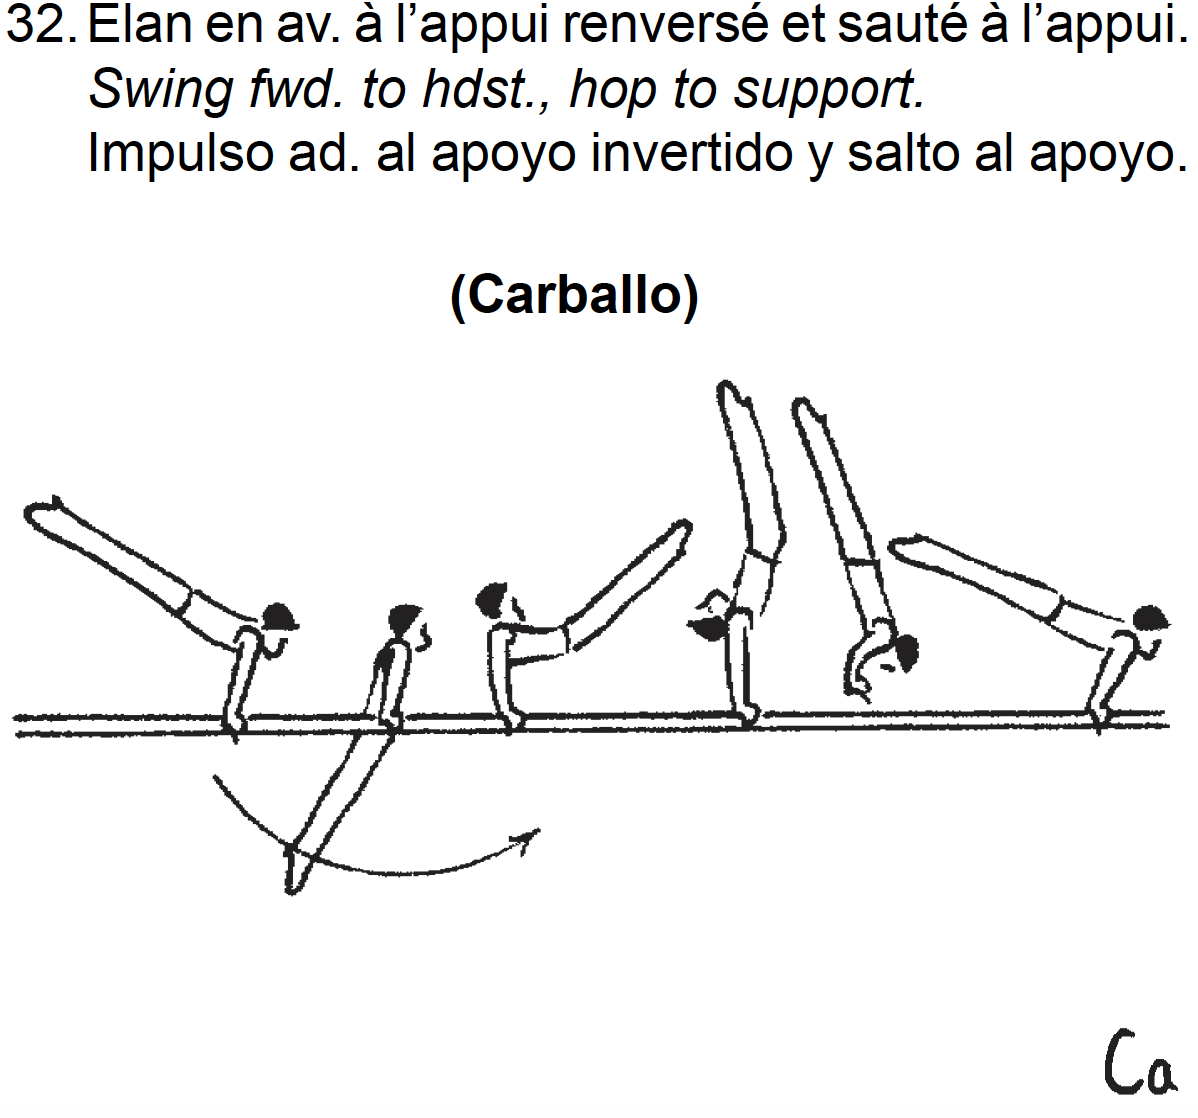 32. Elan en av. à l’appui renversé et sauté à l’appui.
Swing fwd. to hdst., hop to support.
Impulso ad. al apoyo invertido y salto al apoyo.
(Carballo)
Ca